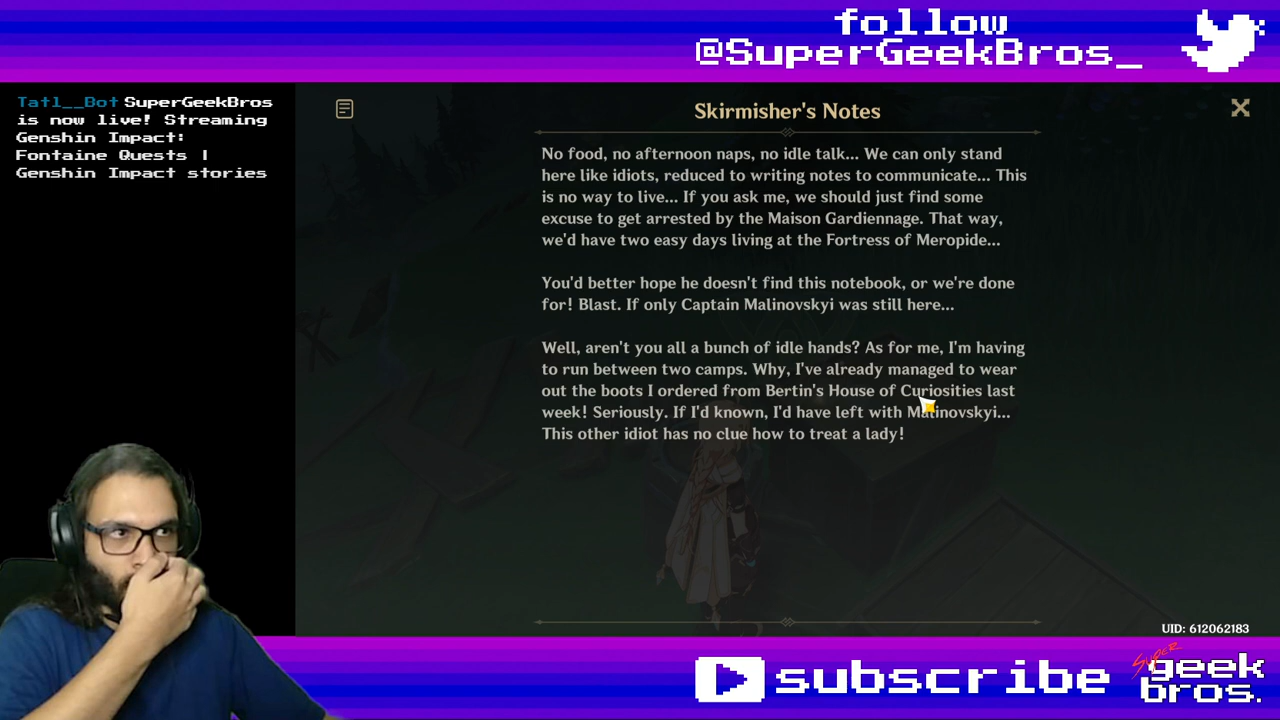 follow
@SuperGeekBros_
Tatl__Bot SuperGeekBros
is now live! Streaming
Genshin Impact:
Fontaine Quests |
Genshin Impact stories
Skirmisher's Notes
No food, no afternoon naps, no idle talk... We can only stand
here like idiots, reduced to writing notes to communicate... This
is no way to live... If you ask me, we should just find some
excuse to get arrested by the Maison Gardiennage. That way,
we'd have two easy days living at the Fortress of Meropide...
You'd better hope he doesn't find this notebook, or we're done
for! Blast. If only Captain Malinovskyi was still here...
Well, aren't you all a bunch of idle hands? As for me, I'm having
to run between two camps. Why, I've already managed to wear
out the boots I ordered from Bertin's House of Curiosities last
week! Seriously. If I'd known, I'd have left with Malinovskyi...
This other idiot has no clue how to treat a lady!
UID: 612062183
subscribe
SUPER
geek
bros.